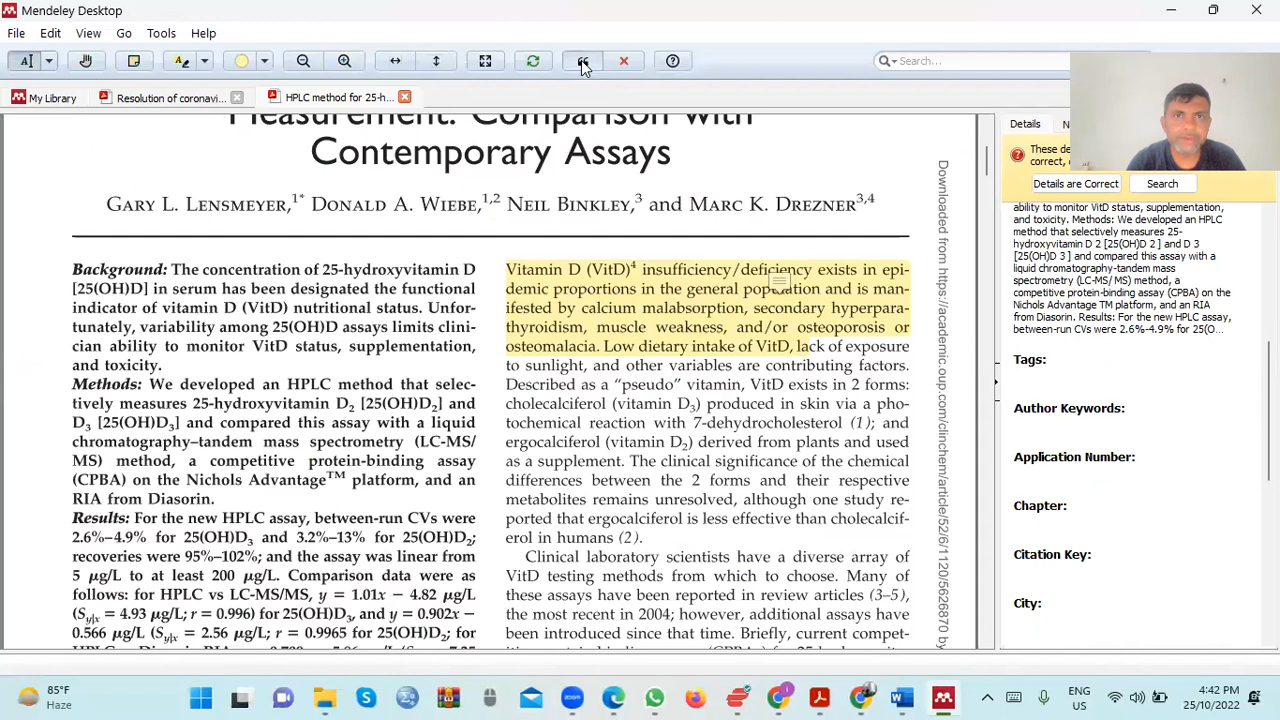 Mendeley Desktop
File Edit View Go Tools Help
Search...
My Library
Resolution of coronavi...
HPLC method for 25-h...
Measurement: Comparison with
Contemporary Assays
Gary L. Lensmeyer,1* Donald A. Wiebe,1,2 Neil Binkley,3 and Marc K. Drezner3,4
Background: The concentration of 25-hydroxyvitamin D
[25(OH)D] in serum has been designated the functional
indicator of vitamin D (VitD) nutritional status. Unfor-
tunately, variability among 25(OH)D assays limits clini-
cian ability to monitor VitD status, supplementation,
and toxicity.
Methods: We developed an HPLC method that selec-
tively measures 25-hydroxyvitamin D2 [25(OH)D2] and
D3 [25(OH)D3] and compared this assay with a liquid
chromatography–tandem mass spectrometry (LC-MS/
MS) method, a competitive protein-binding assay
(CPBA) on the Nichols Advantage™ platform, and an
RIA from Diasorin.
Results: For the new HPLC assay, between-run CVs were
2.6%–4.9% for 25(OH)D3 and 3.2%–13% for 25(OH)D2;
recoveries were 95%–102%; and the assay was linear from
5 μg/L to at least 200 μg/L. Comparison data were as
follows: for HPLC vs LC-MS/MS, y = 1.01x − 4.82 μg/L
(Sy|x = 4.93 μg/L; r = 0.996) for 25(OH)D3, and y = 0.902x −
0.566 μg/L (Sy|x = 2.56 μg/L; r = 0.9965 for 25(OH)D2; for
Vitamin D (VitD)4 insufficiency/deficiency exists in epi-
demic proportions in the general population and is man-
ifested by calcium malabsorption, secondary hyperpara-
thyroidism, muscle weakness, and/or osteoporosis or
osteomalacia. Low dietary intake of VitD, lack of exposure
to sunlight, and other variables are contributing factors.
Described as a “pseudo” vitamin, VitD exists in 2 forms:
cholecalciferol (vitamin D3) produced in skin via a pho-
tochemical reaction with 7-dehydrocholesterol (1); and
ergocalciferol (vitamin D2) derived from plants and used
as a supplement. The clinical significance of the chemical
differences between the 2 forms and their respective
metabolites remains unresolved, although one study re-
ported that ergocalciferol is less effective than cholecalcif-
erol in humans (2).
Clinical laboratory scientists have a diverse array of
VitD testing methods from which to choose. Many of
these assays have been reported in review articles (3–5),
the most recent in 2004; however, additional assays have
been introduced since that time. Briefly, current compet-
Downloaded from https://academic.oup.com/clinchem/article/52/6/1120/5626870 by
Details
N
These de
correct,
Details are Correct
Search
ability to monitor VitD status, supplementation,
and toxicity. Methods: We developed an HPLC
method that selectively measures 25-
hydroxyvitamin D 2 [25(OH)D 2 ] and D 3
[25(OH)D 3 ] and compared this assay with a
liquid chromatography-tandem mass
spectrometry (LC-MS/ MS) method, a
competitive protein-binding assay (CPBA) on the
Nichols Advantage TM platform, and an RIA
from Diasorin. Results: For the new HPLC assay,
between-run CVs were 2.6%-4.9% for 25(O...
Tags:
Author Keywords:
Application Number:
Chapter:
Citation Key:
City:
85°F
Haze
ENG
US
4:42 PM
25/10/2022